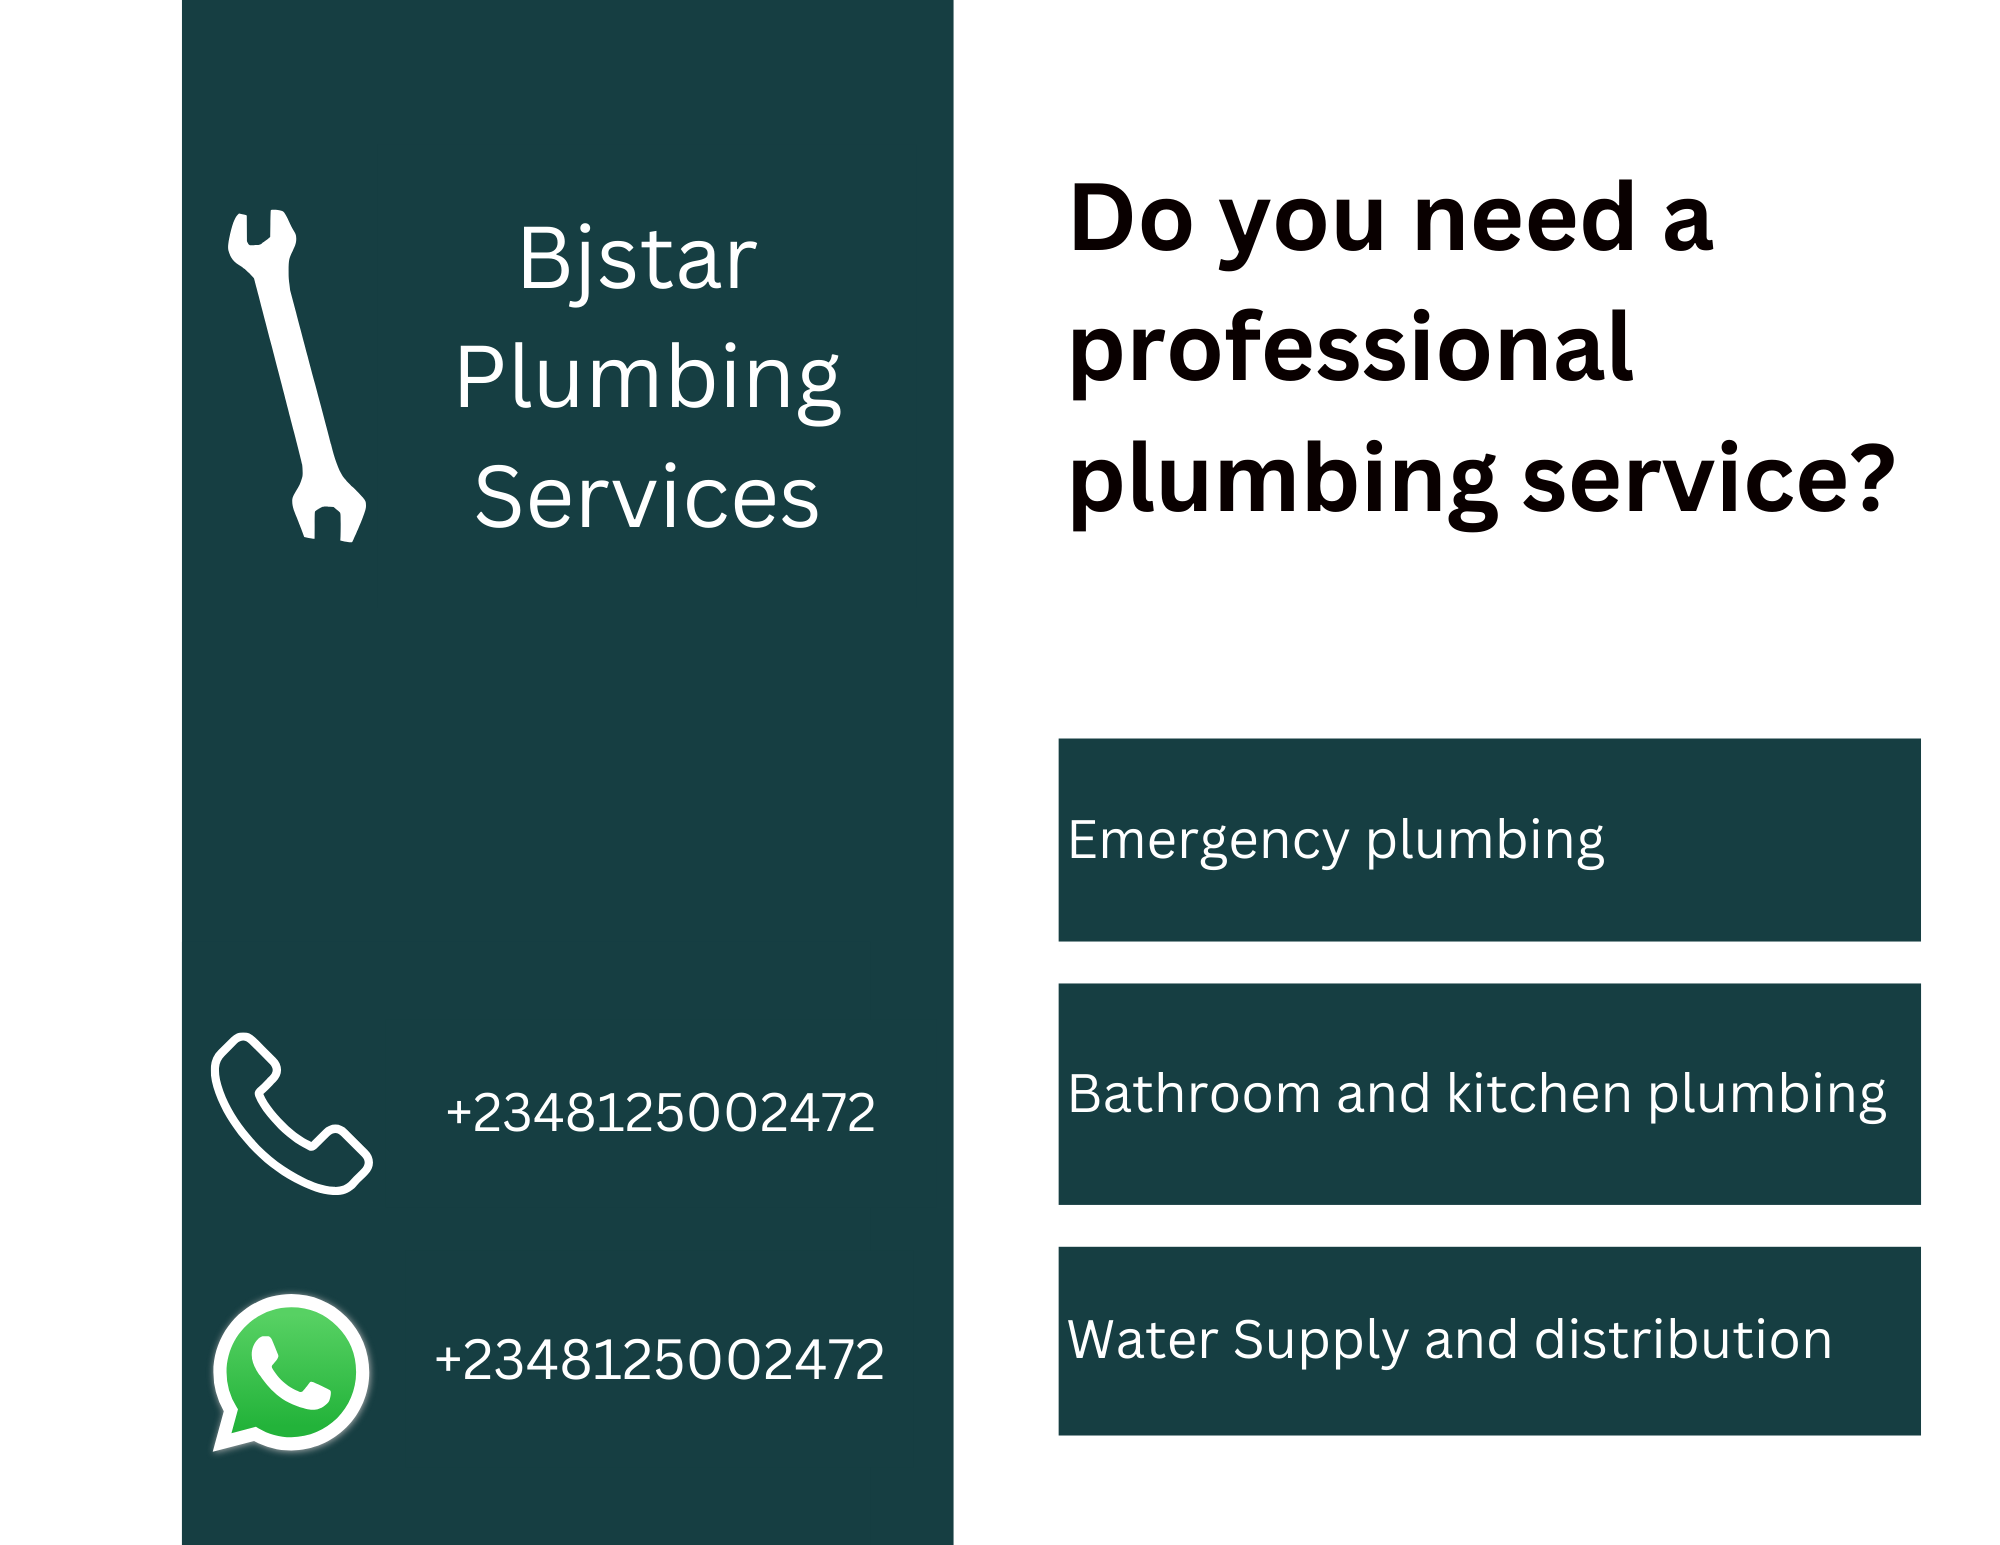 Bjstar
Plumbing
Services
+2348125002472
+2348125002472
Do you need a
professional
plumbing service?
Emergency plumbing
Bathroom and kitchen plumbing
Water Supply and distribution